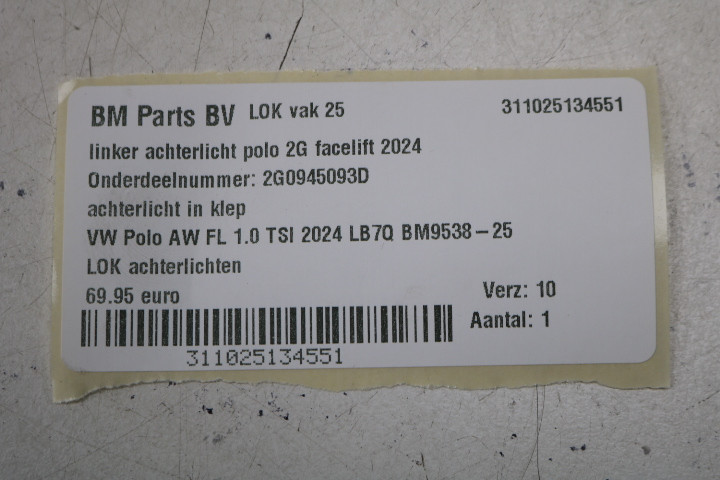 BM Parts BV LOK vak 25 311025134551
linker achterlicht polo 2G facelift 2024
Onderdeelnummer: 2G0945093D
achterlicht in klep
VW Polo AW FL 1.0 TSI 2024 LB7Q BM9538-25
LOK achterlichten
69.95 euro Verz: 10
Aantal: 1
311025134551